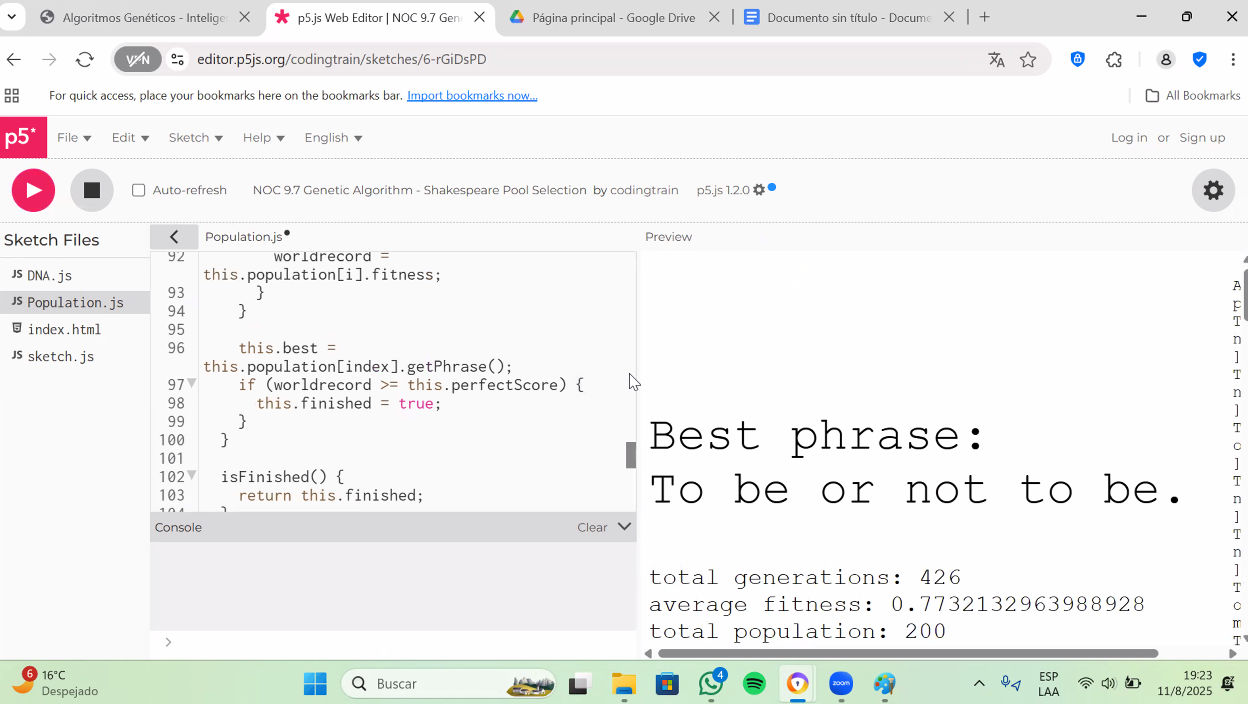 Algoritmos Genéticos - Intelige
p5.js Web Editor | NOC 9.7 Gen
Página principal - Google Drive
Documento sin título - Docume
VPN
editor.p5js.org/codingtrain/sketches/6-rGiDsPD
For quick access, place your bookmarks here on the bookmarks bar. Import bookmarks now...
All Bookmarks
p5*
File
Edit
Sketch
Help
English
Log in or Sign up
Auto-refresh
NOC 9.7 Genetic Algorithm - Shakespeare Pool Selection by codingtrain
p5.js 1.2.0
Sketch Files
Population.js
Preview
JS DNA.js
JS Population.js
index.html
JS sketch.js
92 worldrecord =
this.population[i].fitness;
93 }
94 }
95
96 this.best =
this.population[index].getPhrase();
97 if (worldrecord >= this.perfectScore) {
98 this.finished = true;
99 }
100 }
101
102 isFinished() {
103 return this.finished;
104 }
Console
Clear
>
Best phrase:
To be or not to be.
total generations: 426
average fitness: 0.7732132963988928
total population: 200
A
p
T
n
]
T
n
]
T
o
]
T
n
]
T
n
]
T
o
m
T
6
16°C
Despejado
Buscar
4
zoom
ESP
LAA
19:23
11/8/2025